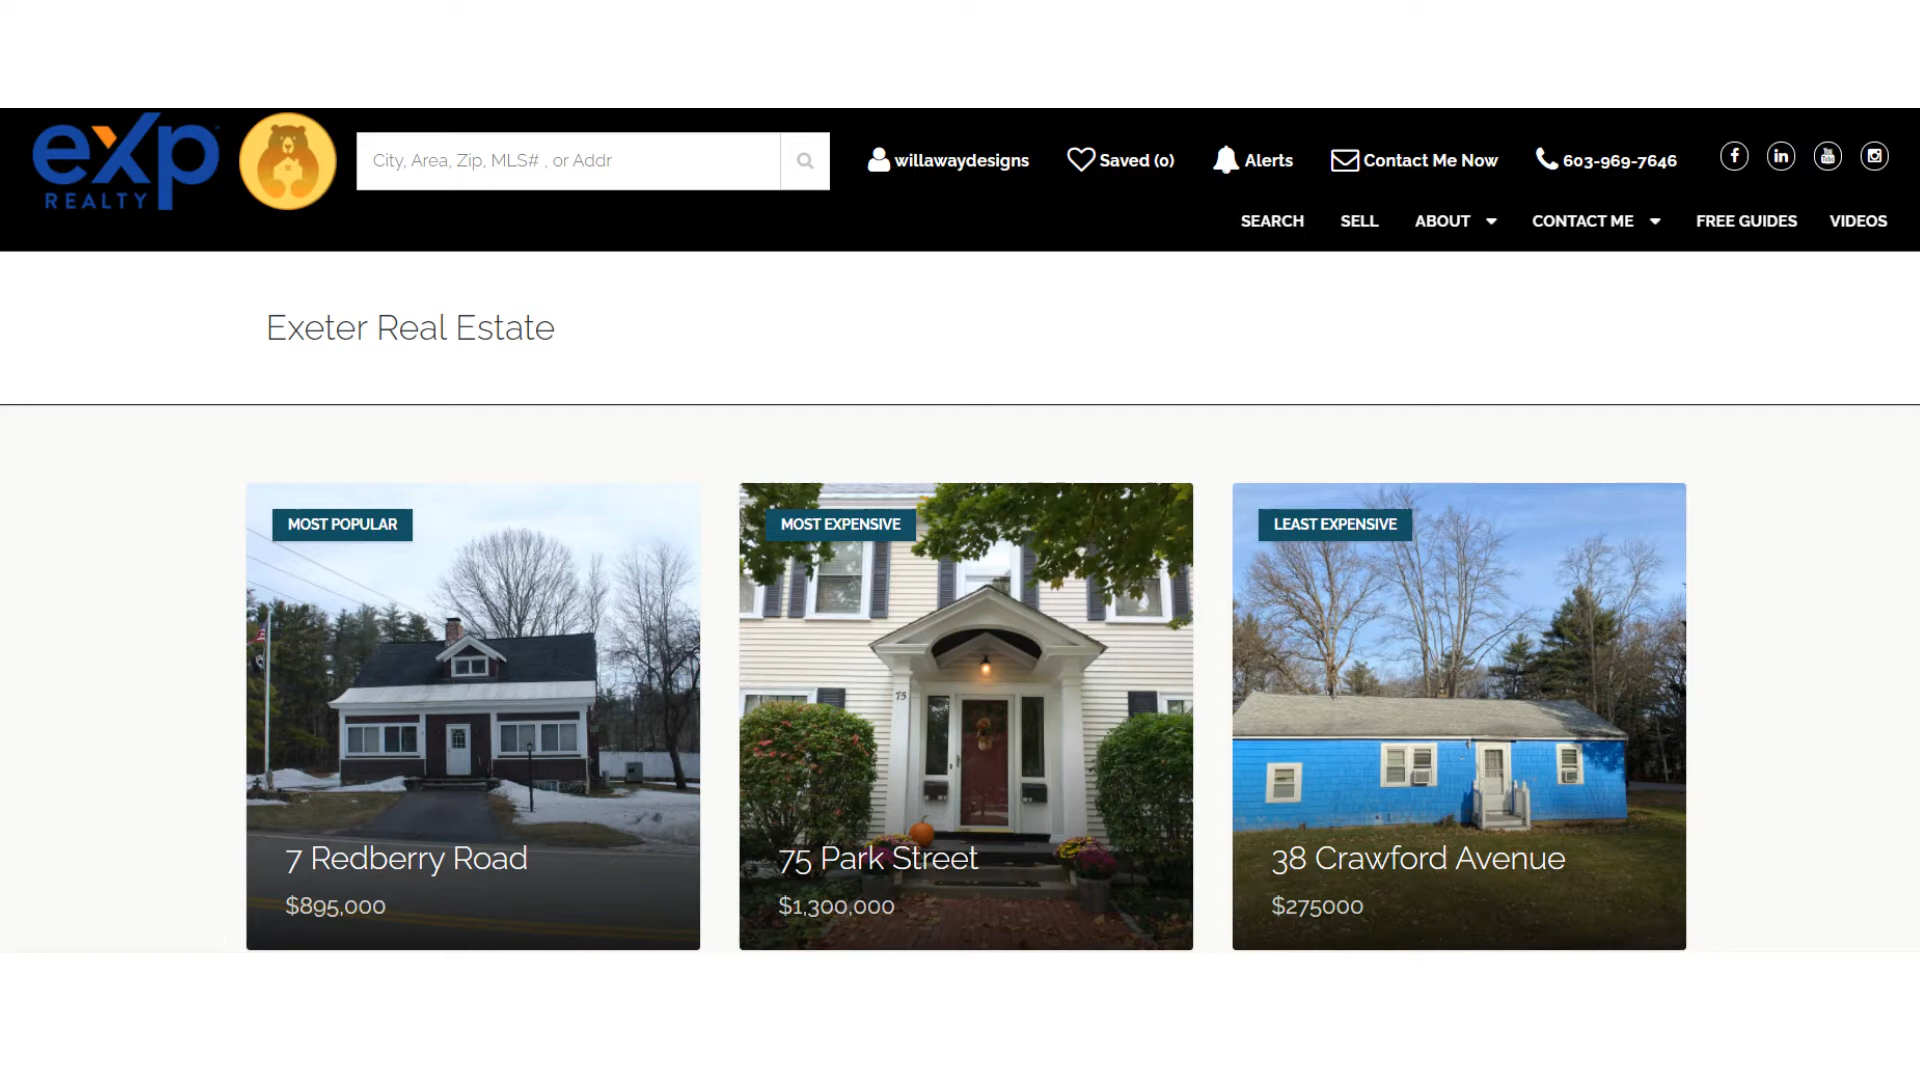 exp
REALTY
City, Area, Zip, MLS# , or Addr
willawaydesigns
Saved (0)
Alerts
Contact Me Now
603-969-7646
SEARCH
SELL
ABOUT
CONTACT ME
FREE GUIDES
VIDEOS
Exeter Real Estate
MOST POPULAR
7 Redberry Road
$895,000
MOST EXPENSIVE
75
75 Park Street
$1,300,000
LEAST EXPENSIVE
38 Crawford Avenue
$275000